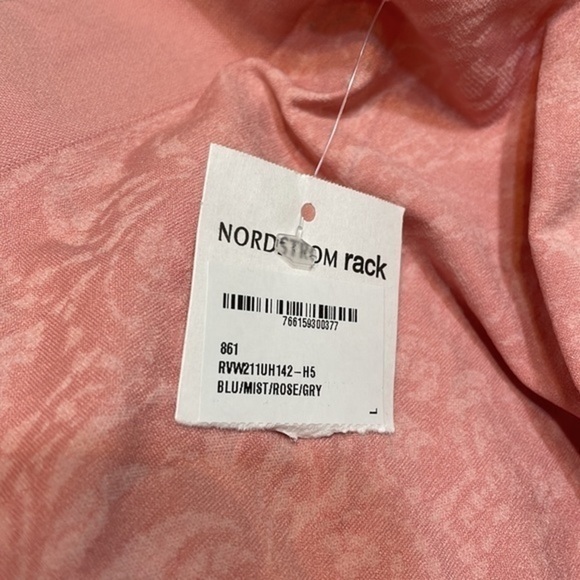 NORDSTROM rack
766159300377
861
RVW211UH142-H5
BLU/MIST/ROSE/GRY
L